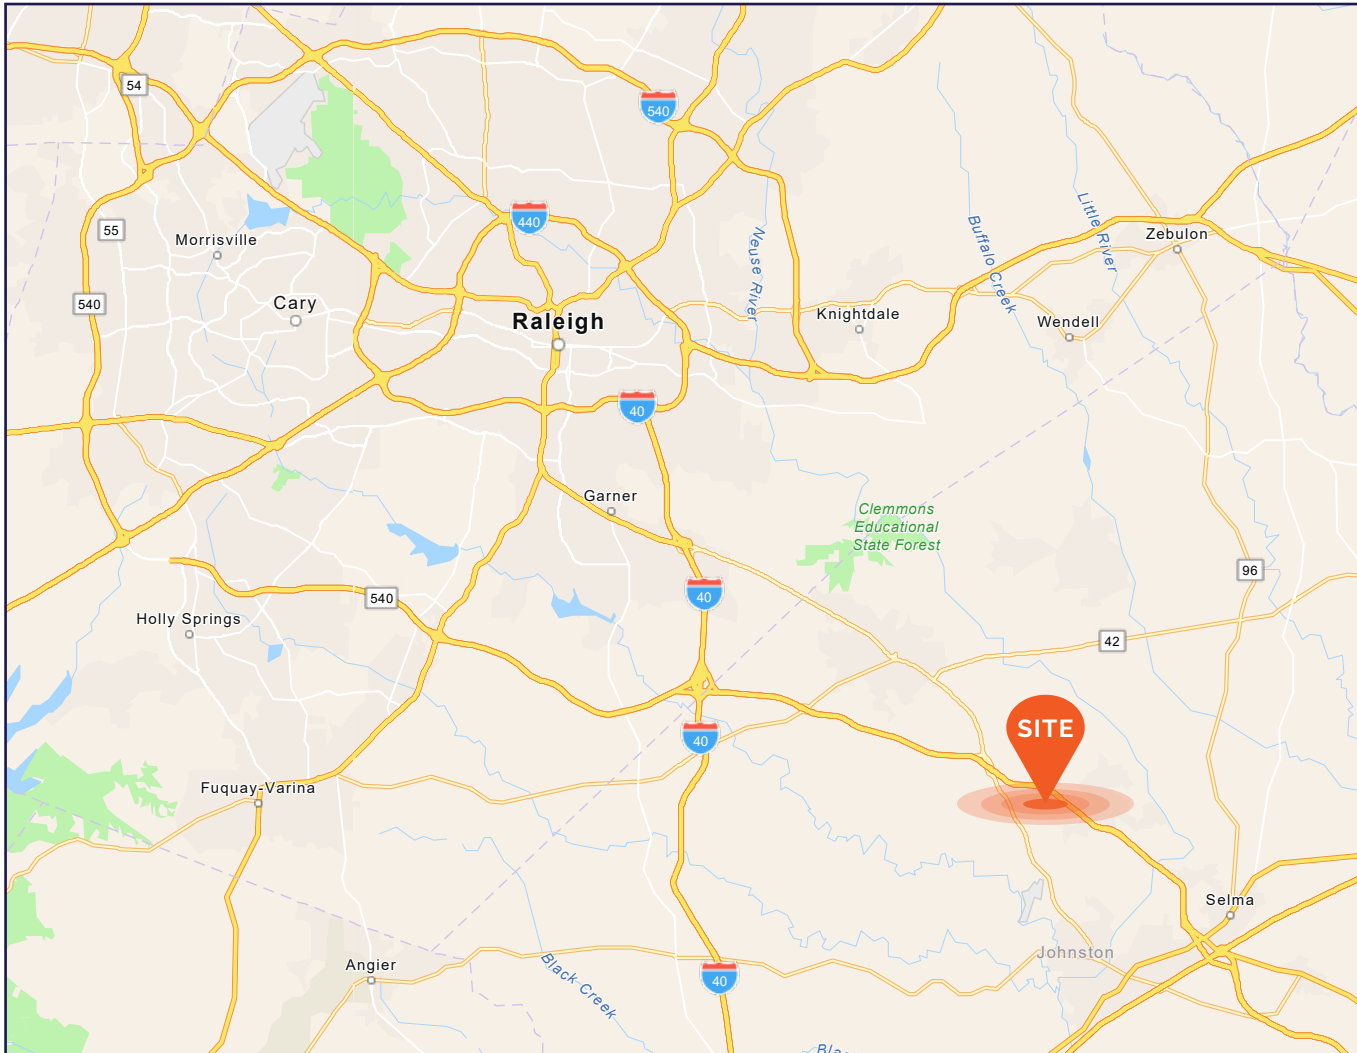 54
540
440
55
Morrisville
540
Cary
Raleigh
Neuse River
Buffalo Creek
Little River
Zebulon
Knightdale
Wendell
40
Garner
Clemmons
Educational
State Forest
96
40
540
Holly Springs
42
SITE
40
Fuquay-Varina
Selma
Johnston
Angier
Black Creek
40